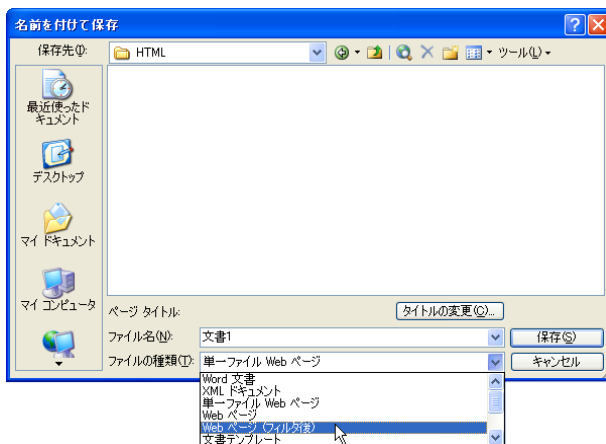 名前を付けて保存
保存先(I):
HTML
ツール(L)
最近使ったド
キュメント
デスクトップ
マイ ドキュメント
マイ コンピュータ
ページ タイトル:
タイトルの変更(C)...
ファイル名(N):
文書1
保存(S)
ファイルの種類(T):
単一ファイル Web ページ
キャンセル
Word 文書
XML ドキュメント
単一ファイル Web ページ
Web ページ
Web ページ (フィルタ後)
文書テンプレート